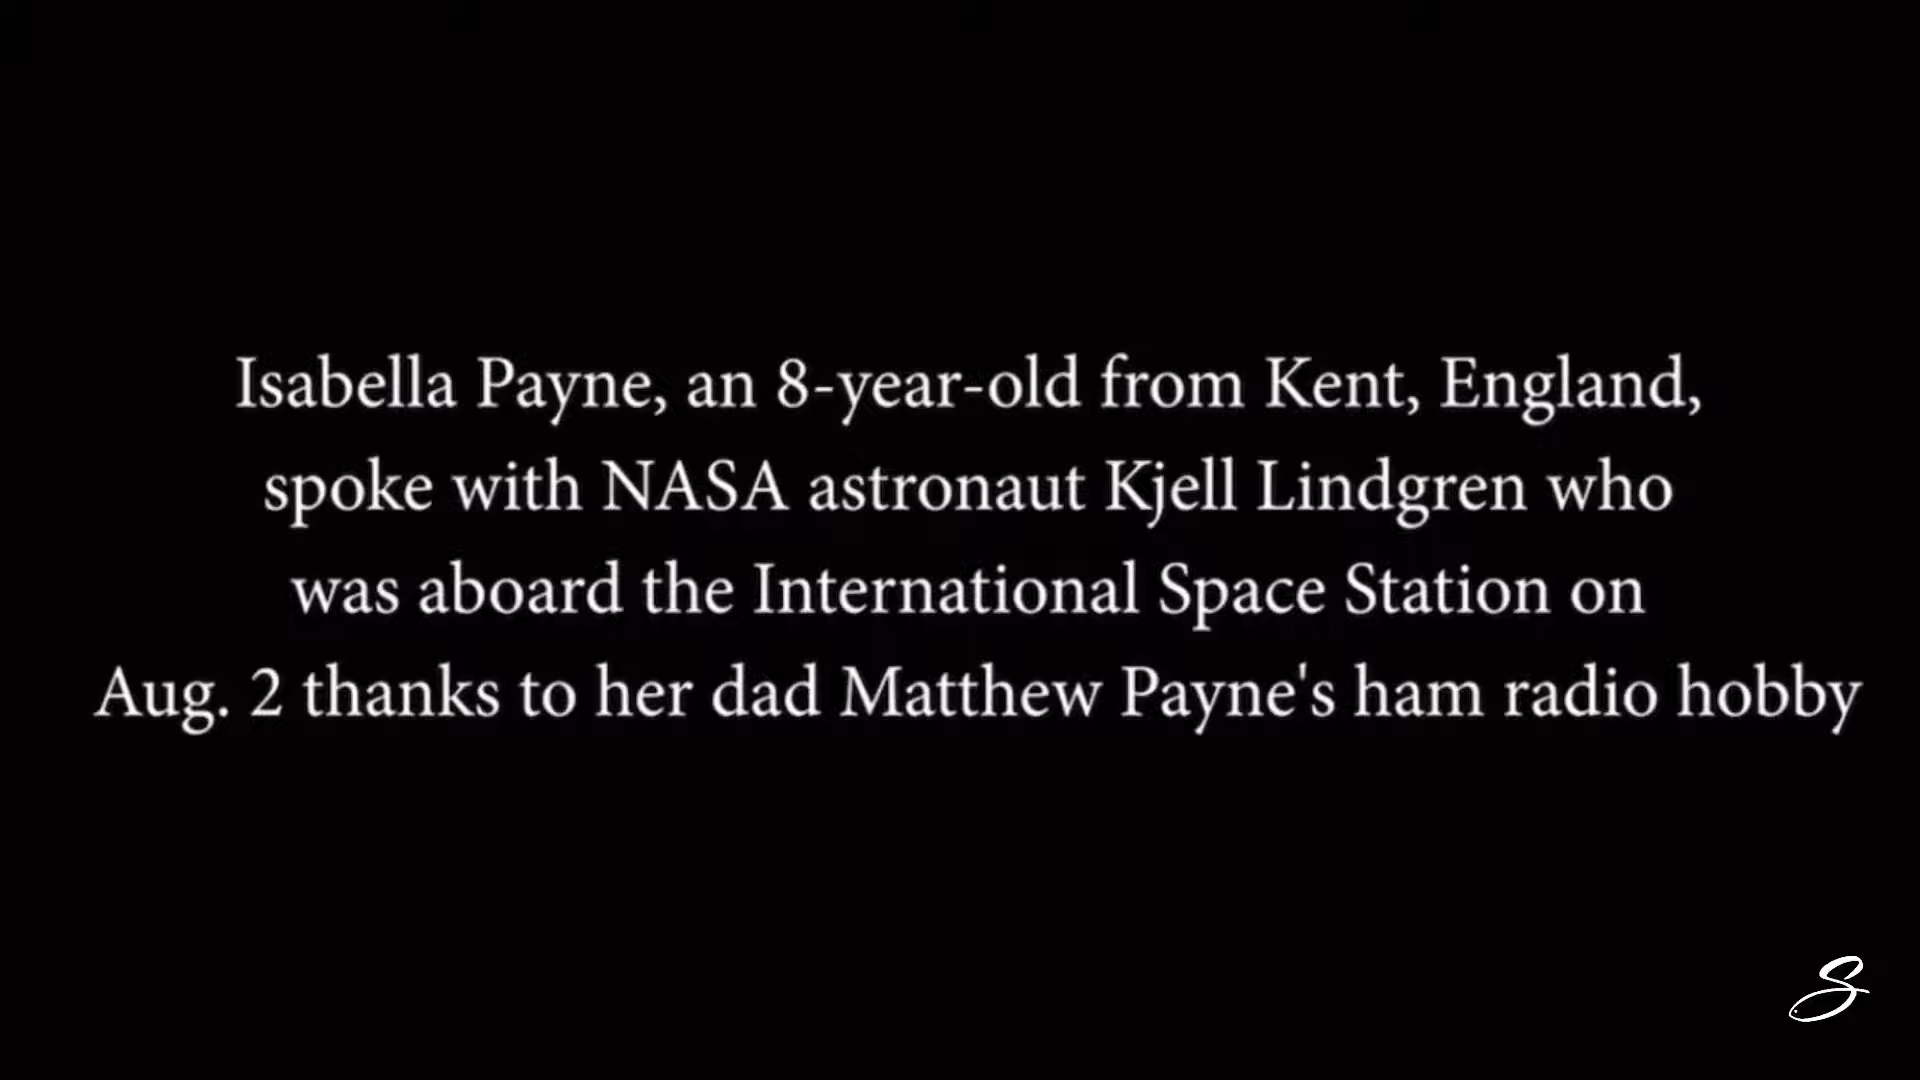 Isabella Payne, an 8-year-old from Kent, England,
spoke with NASA astronaut Kjell Lindgren who
was aboard the International Space Station on
Aug. 2 thanks to her dad Matthew Payne's ham radio hobby
S